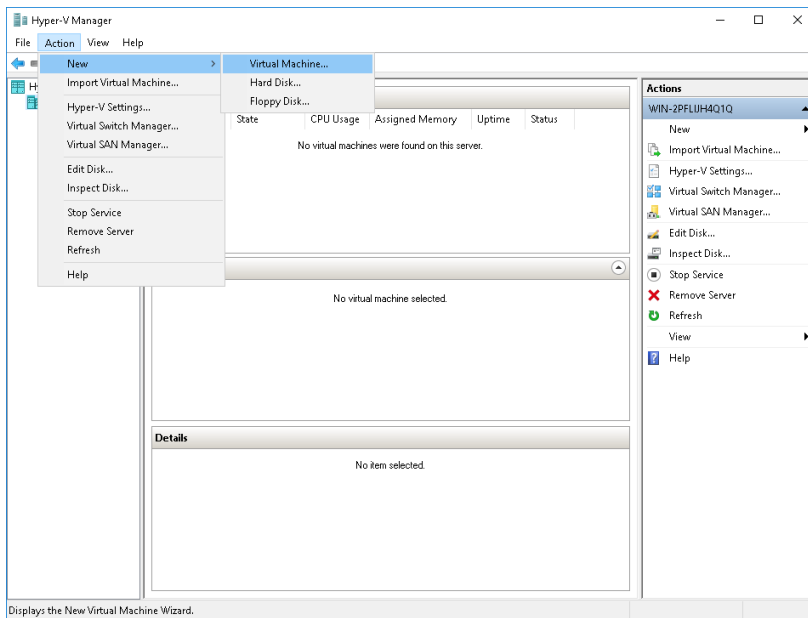 Hyper-V Manager
File Action View Help
New
Import Virtual Machine...
Hyper-V Settings...
Virtual Switch Manager...
Virtual SAN Manager...
Edit Disk...
Inspect Disk...
Stop Service
Remove Server
Refresh
Help
Virtual Machine...
Hard Disk...
Floppy Disk...
State CPU Usage Assigned Memory Uptime Status
No virtual machines were found on this server.
No virtual machine selected.
Details
No item selected.
Actions
WIN-2PFLIJH4Q1Q
New
Import Virtual Machine...
Hyper-V Settings...
Virtual Switch Manager...
Virtual SAN Manager...
Edit Disk...
Inspect Disk...
Stop Service
Remove Server
Refresh
View
Help
Displays the New Virtual Machine Wizard.